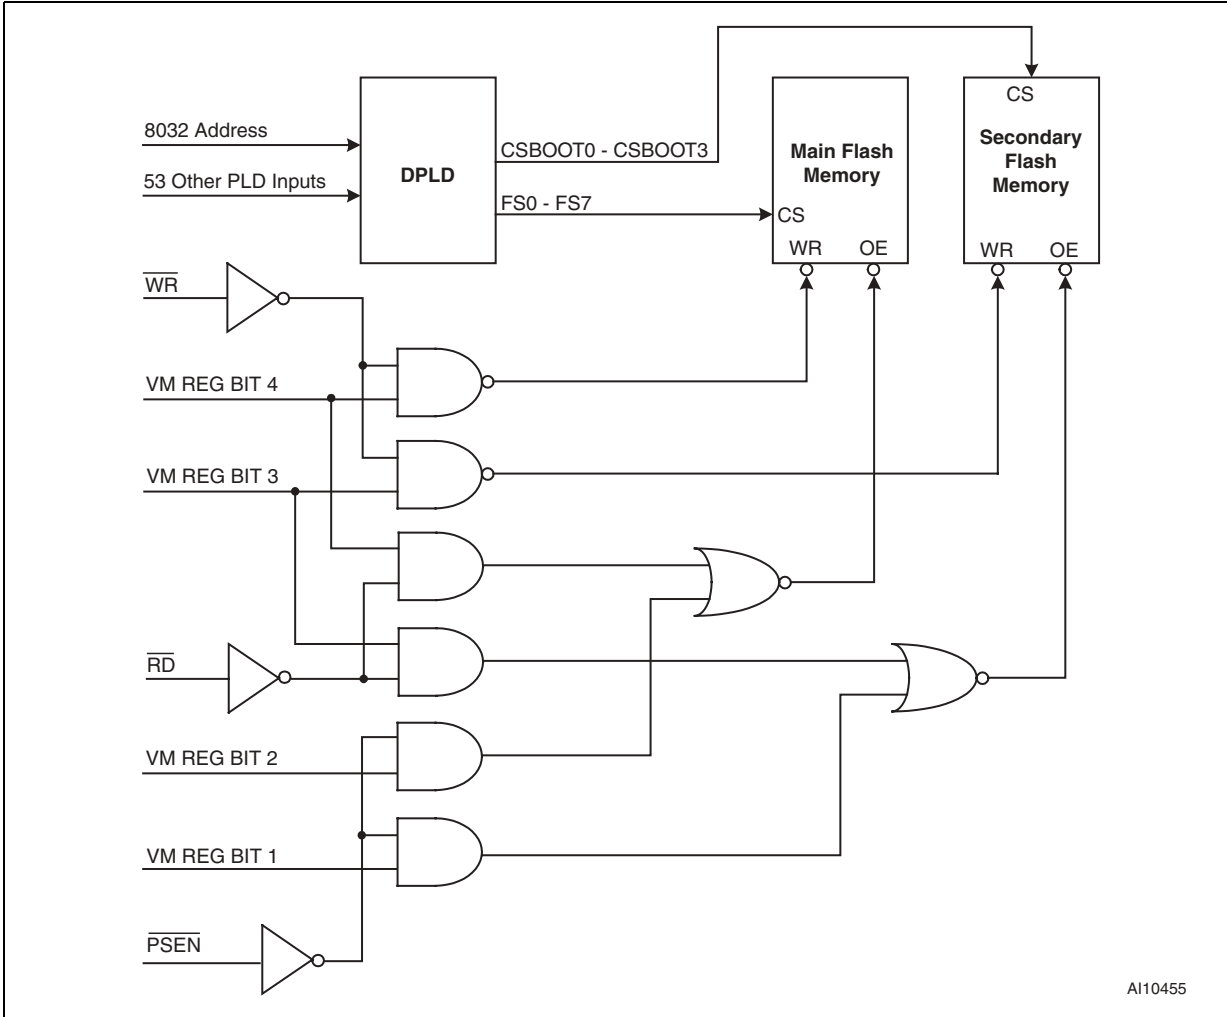 CS
8032 Address
CSBOOT0 - CSBOOT3
Main Flash
Memory
Secondary
Flash
Memory
53 Other PLD Inputs
DPLD
FS0 - FS7
CS
WR OE
WR OE
WR
VM REG BIT 4
VM REG BIT 3
RD
VM REG BIT 2
VM REG BIT 1
PSEN
AI10455